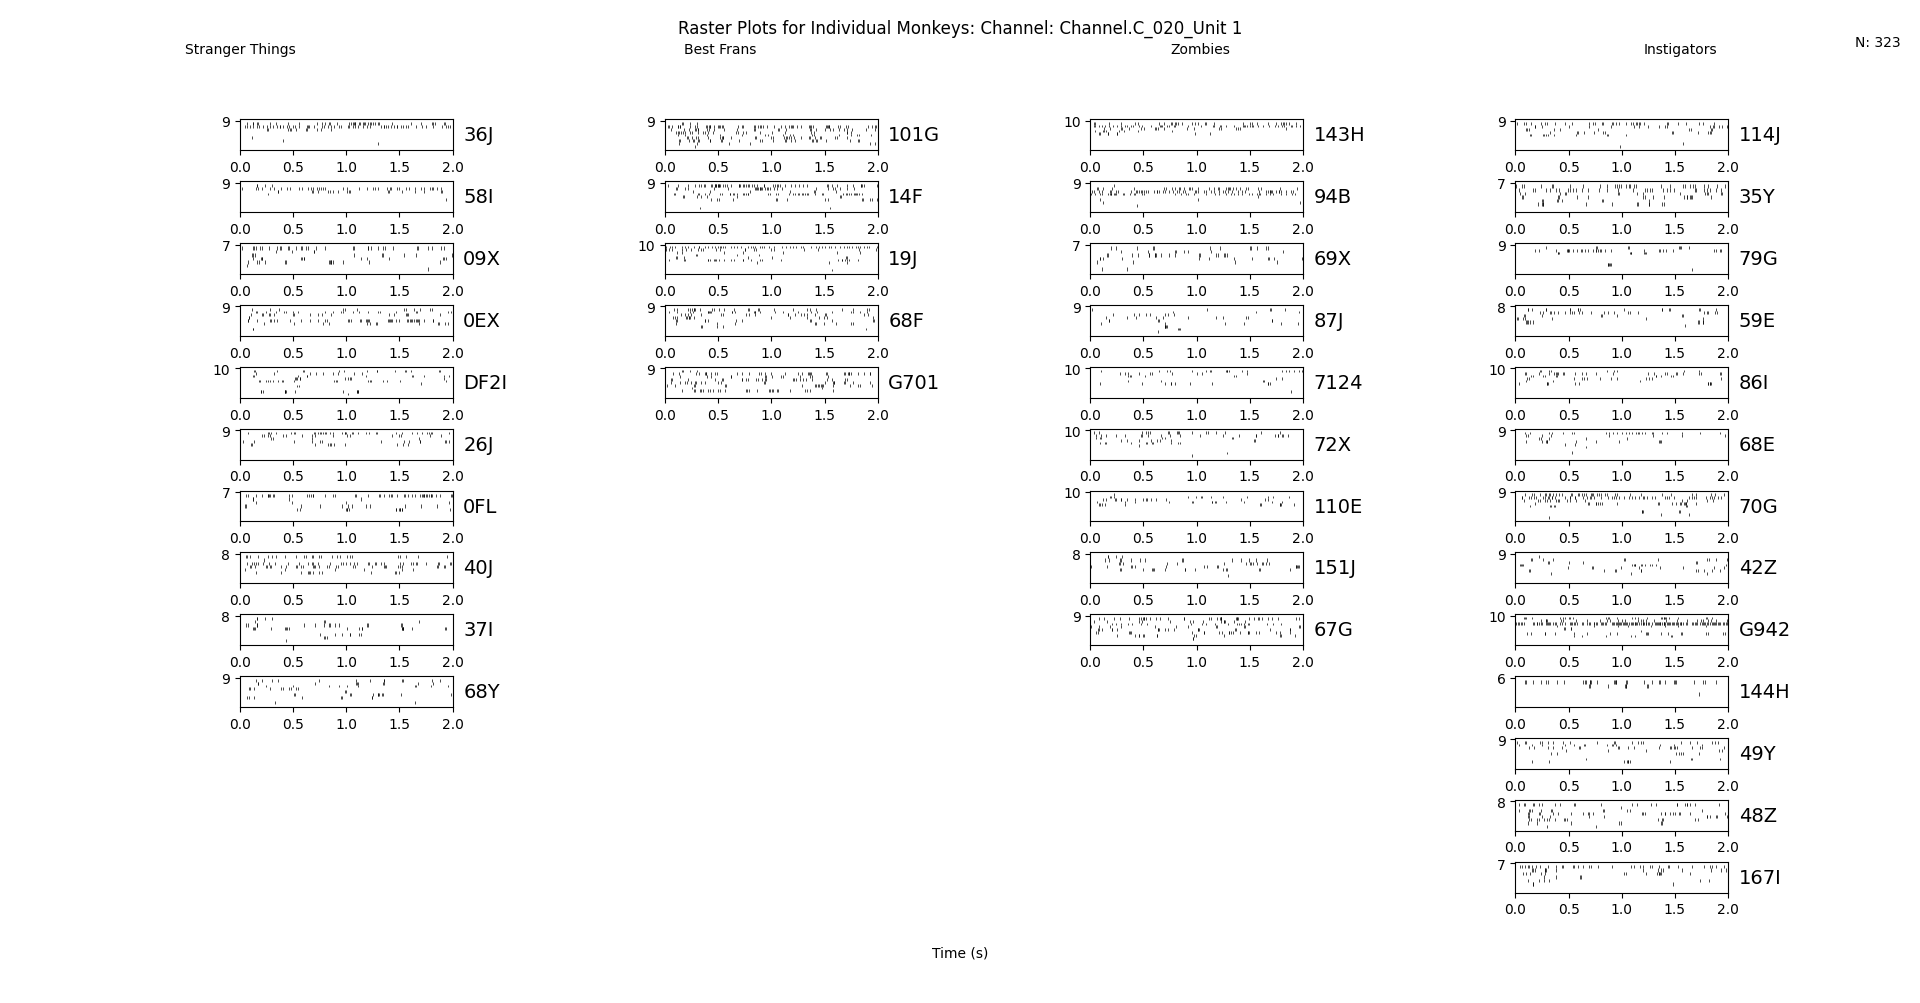 Raster Plots for Individual Monkeys: Channel: Channel.C_020_Unit 1
Stranger Things Best Frans Zombies Instigators N: 323
9 36J 9 101G 10 143H 9 114J
0.0 0.5 1.0 1.5 2.0 0.0 0.5 1.0 1.5 2.0 0.0 0.5 1.0 1.5 2.0 0.0 0.5 1.0 1.5 2.0
9 58I 9 14F 9 94B 7 35Y
0.0 0.5 1.0 1.5 2.0 0.0 0.5 1.0 1.5 2.0 0.0 0.5 1.0 1.5 2.0 0.0 0.5 1.0 1.5 2.0
7 09X 10 19J 7 69X 9 79G
0.0 0.5 1.0 1.5 2.0 0.0 0.5 1.0 1.5 2.0 0.0 0.5 1.0 1.5 2.0 0.0 0.5 1.0 1.5 2.0
9 0EX 9 68F 9 87J 8 59E
0.0 0.5 1.0 1.5 2.0 0.0 0.5 1.0 1.5 2.0 0.0 0.5 1.0 1.5 2.0 0.0 0.5 1.0 1.5 2.0
10 DF2I 9 G701 10 7124 10 86I
0.0 0.5 1.0 1.5 2.0 0.0 0.5 1.0 1.5 2.0 0.0 0.5 1.0 1.5 2.0 0.0 0.5 1.0 1.5 2.0
9 26J 10 72X 9 68E
0.0 0.5 1.0 1.5 2.0 0.0 0.5 1.0 1.5 2.0 0.0 0.5 1.0 1.5 2.0
7 0FL 10 110E 9 70G
0.0 0.5 1.0 1.5 2.0 0.0 0.5 1.0 1.5 2.0 0.0 0.5 1.0 1.5 2.0
8 40J 8 151J 9 42Z
0.0 0.5 1.0 1.5 2.0 0.0 0.5 1.0 1.5 2.0 0.0 0.5 1.0 1.5 2.0
8 37I 9 67G 10 G942
0.0 0.5 1.0 1.5 2.0 0.0 0.5 1.0 1.5 2.0 0.0 0.5 1.0 1.5 2.0
9 68Y 6 144H
0.0 0.5 1.0 1.5 2.0 0.0 0.5 1.0 1.5 2.0
9 49Y
0.0 0.5 1.0 1.5 2.0
8 48Z
0.0 0.5 1.0 1.5 2.0
7 167I
0.0 0.5 1.0 1.5 2.0
Time (s)